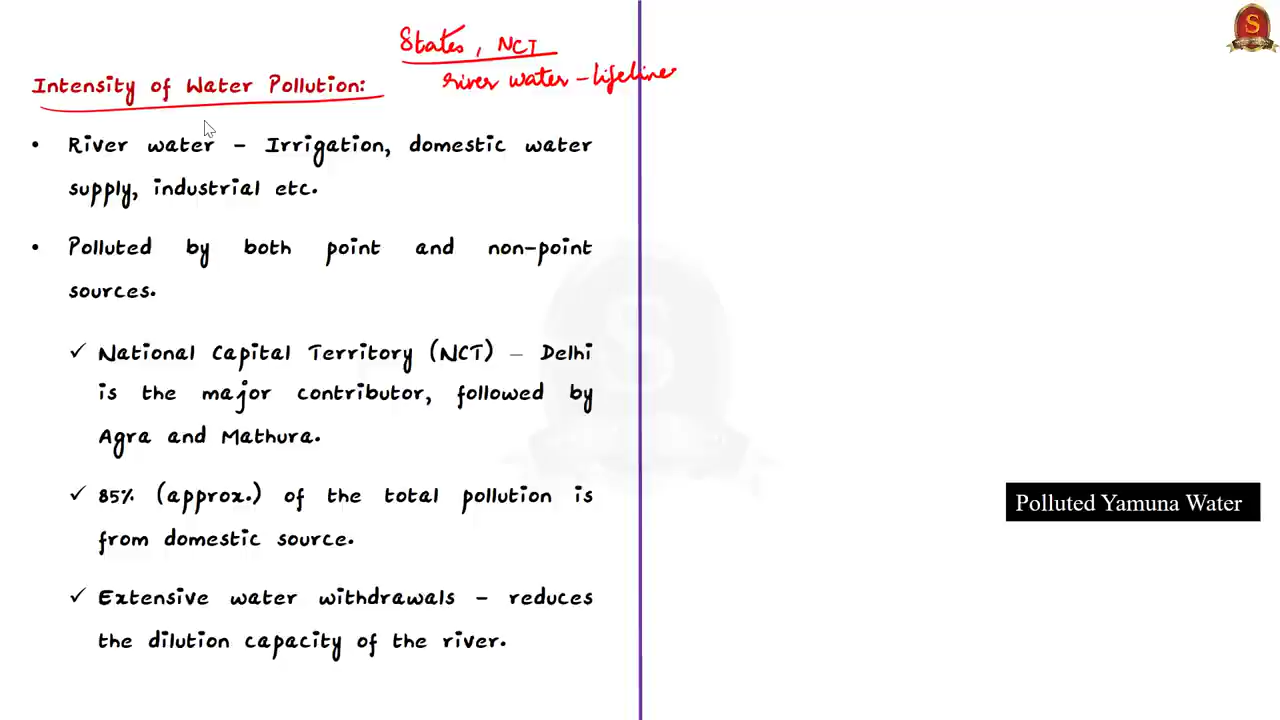 States, NCT
river water - lifeline
Intensity of Water Pollution:
• River water - Irrigation, domestic water
supply, industrial etc.
• Polluted by both point and non-point
sources.
✓ National Capital Territory (NCT) – Delhi
is the major contributor, followed by
Agra and Mathura.
✓ 85% (approx.) of the total pollution is
from domestic source.
✓ Extensive water withdrawals - reduces
the dilution capacity of the river.
Polluted Yamuna Water
S
S